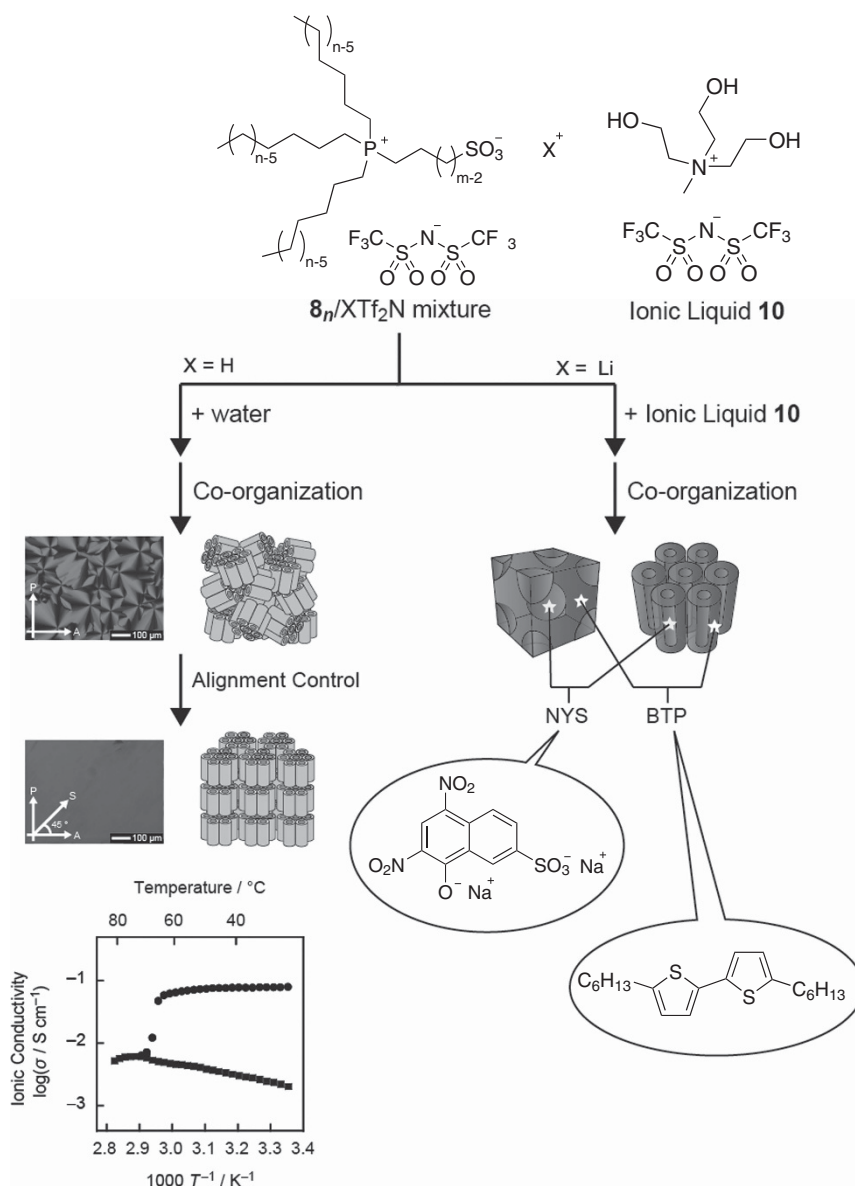 ( )n-5
( )n-5
( )n-5
P+
SO3−
( )m-2
X+
F3C
N−
CF3
S
S
O O O O
8n/XTf2N mixture
HO
OH
OH
N+
F3C
N−
CF3
S
S
O O O O
Ionic Liquid 10
X = H
X = Li
+ water
+ Ionic Liquid 10
Co-organization
Co-organization
P
A
100 µm
Alignment Control
P
S
45°
A
100 µm
NYS
BTP
NO2
O2N
O− Na+
SO3− Na+
C6H13
S
S
C6H13
Temperature / °C
80 60 40
Ionic Conductivity
log(σ / S cm−1)
−1
−2
−3
2.8 2.9 3.0 3.1 3.2 3.3 3.4
1000 T−1 / K−1